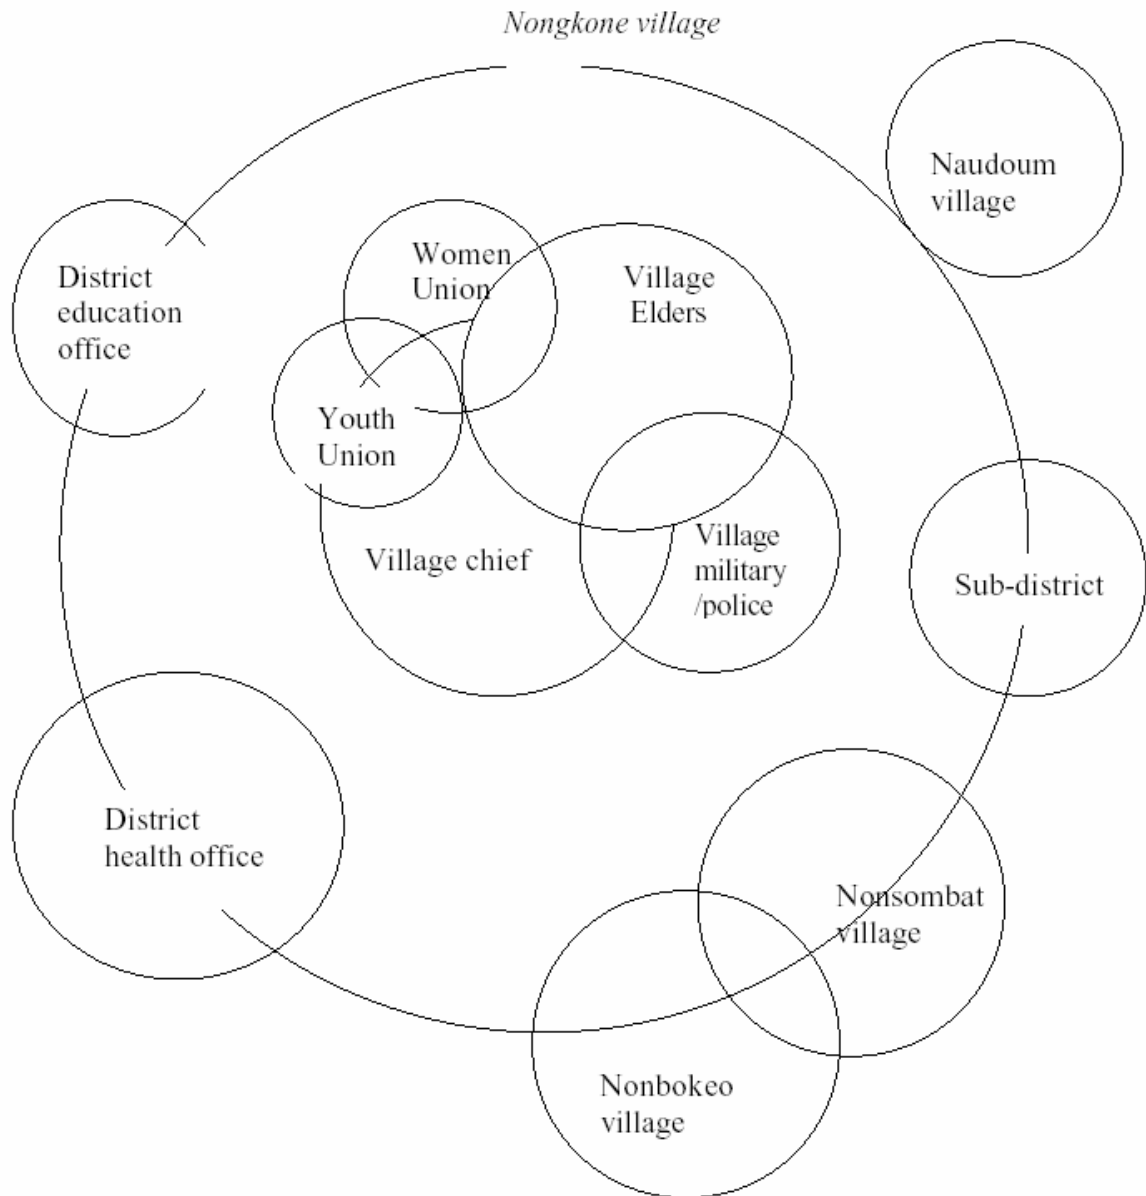 Nongkone village
Naudoum
village
District
education
office
Women
Union
Village
Elders
Youth
Union
Village chief
Village
military
/police
Sub-district
District
health office
Nonsombat
village
Nonbokeo
village